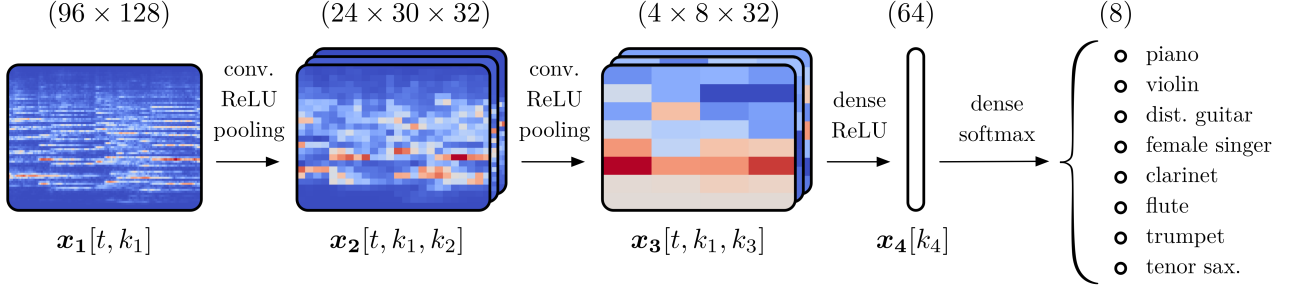 (96 × 128)
(24 × 30 × 32)
(4 × 8 × 32)
(64)
(8)
conv.
ReLU
pooling
conv.
ReLU
pooling
dense
ReLU
dense
softmax
piano
violin
dist. guitar
female singer
clarinet
flute
trumpet
tenor sax.
x₁[t, k₁]
x₂[t, k₁, k₂]
x₃[t, k₁, k₃]
x₄[k₄]